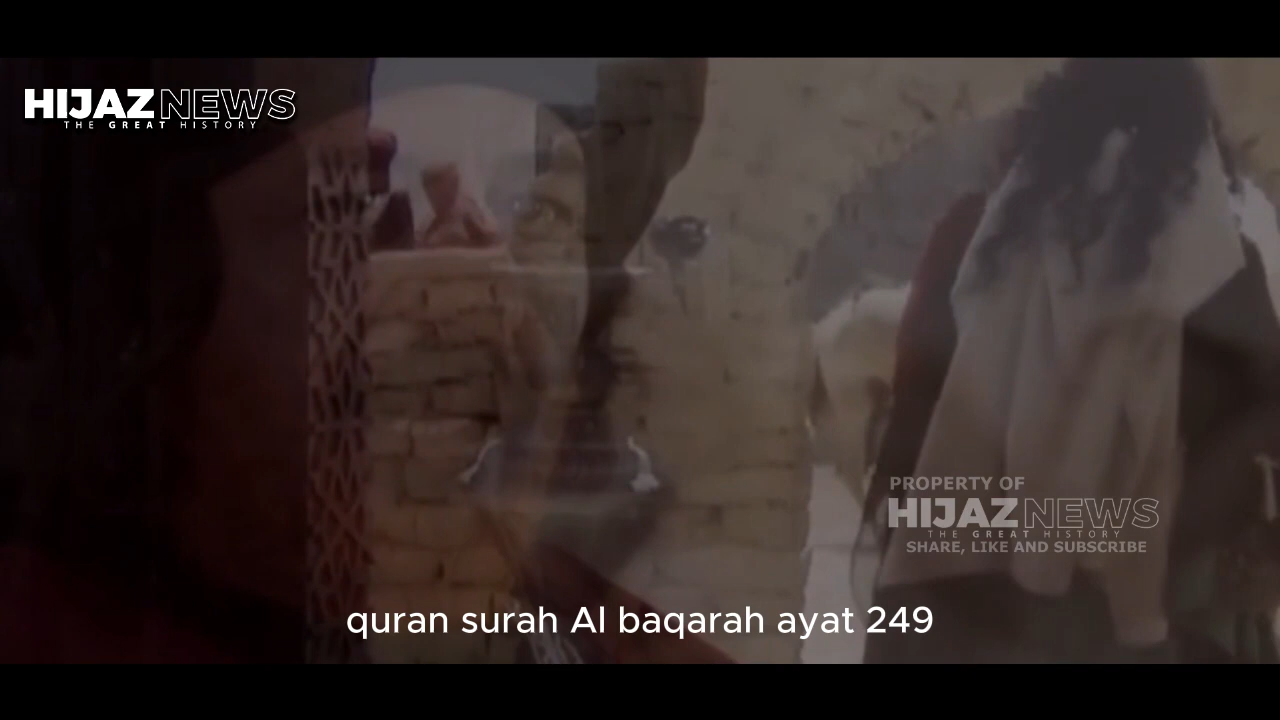 HIJAZ NEWS
THE GREAT HISTORY
PROPERTY OF
HIJAZ NEWS
THE GREAT HISTORY
SHARE, LIKE AND SUBSCRIBE
quran surah Al baqarah ayat 249